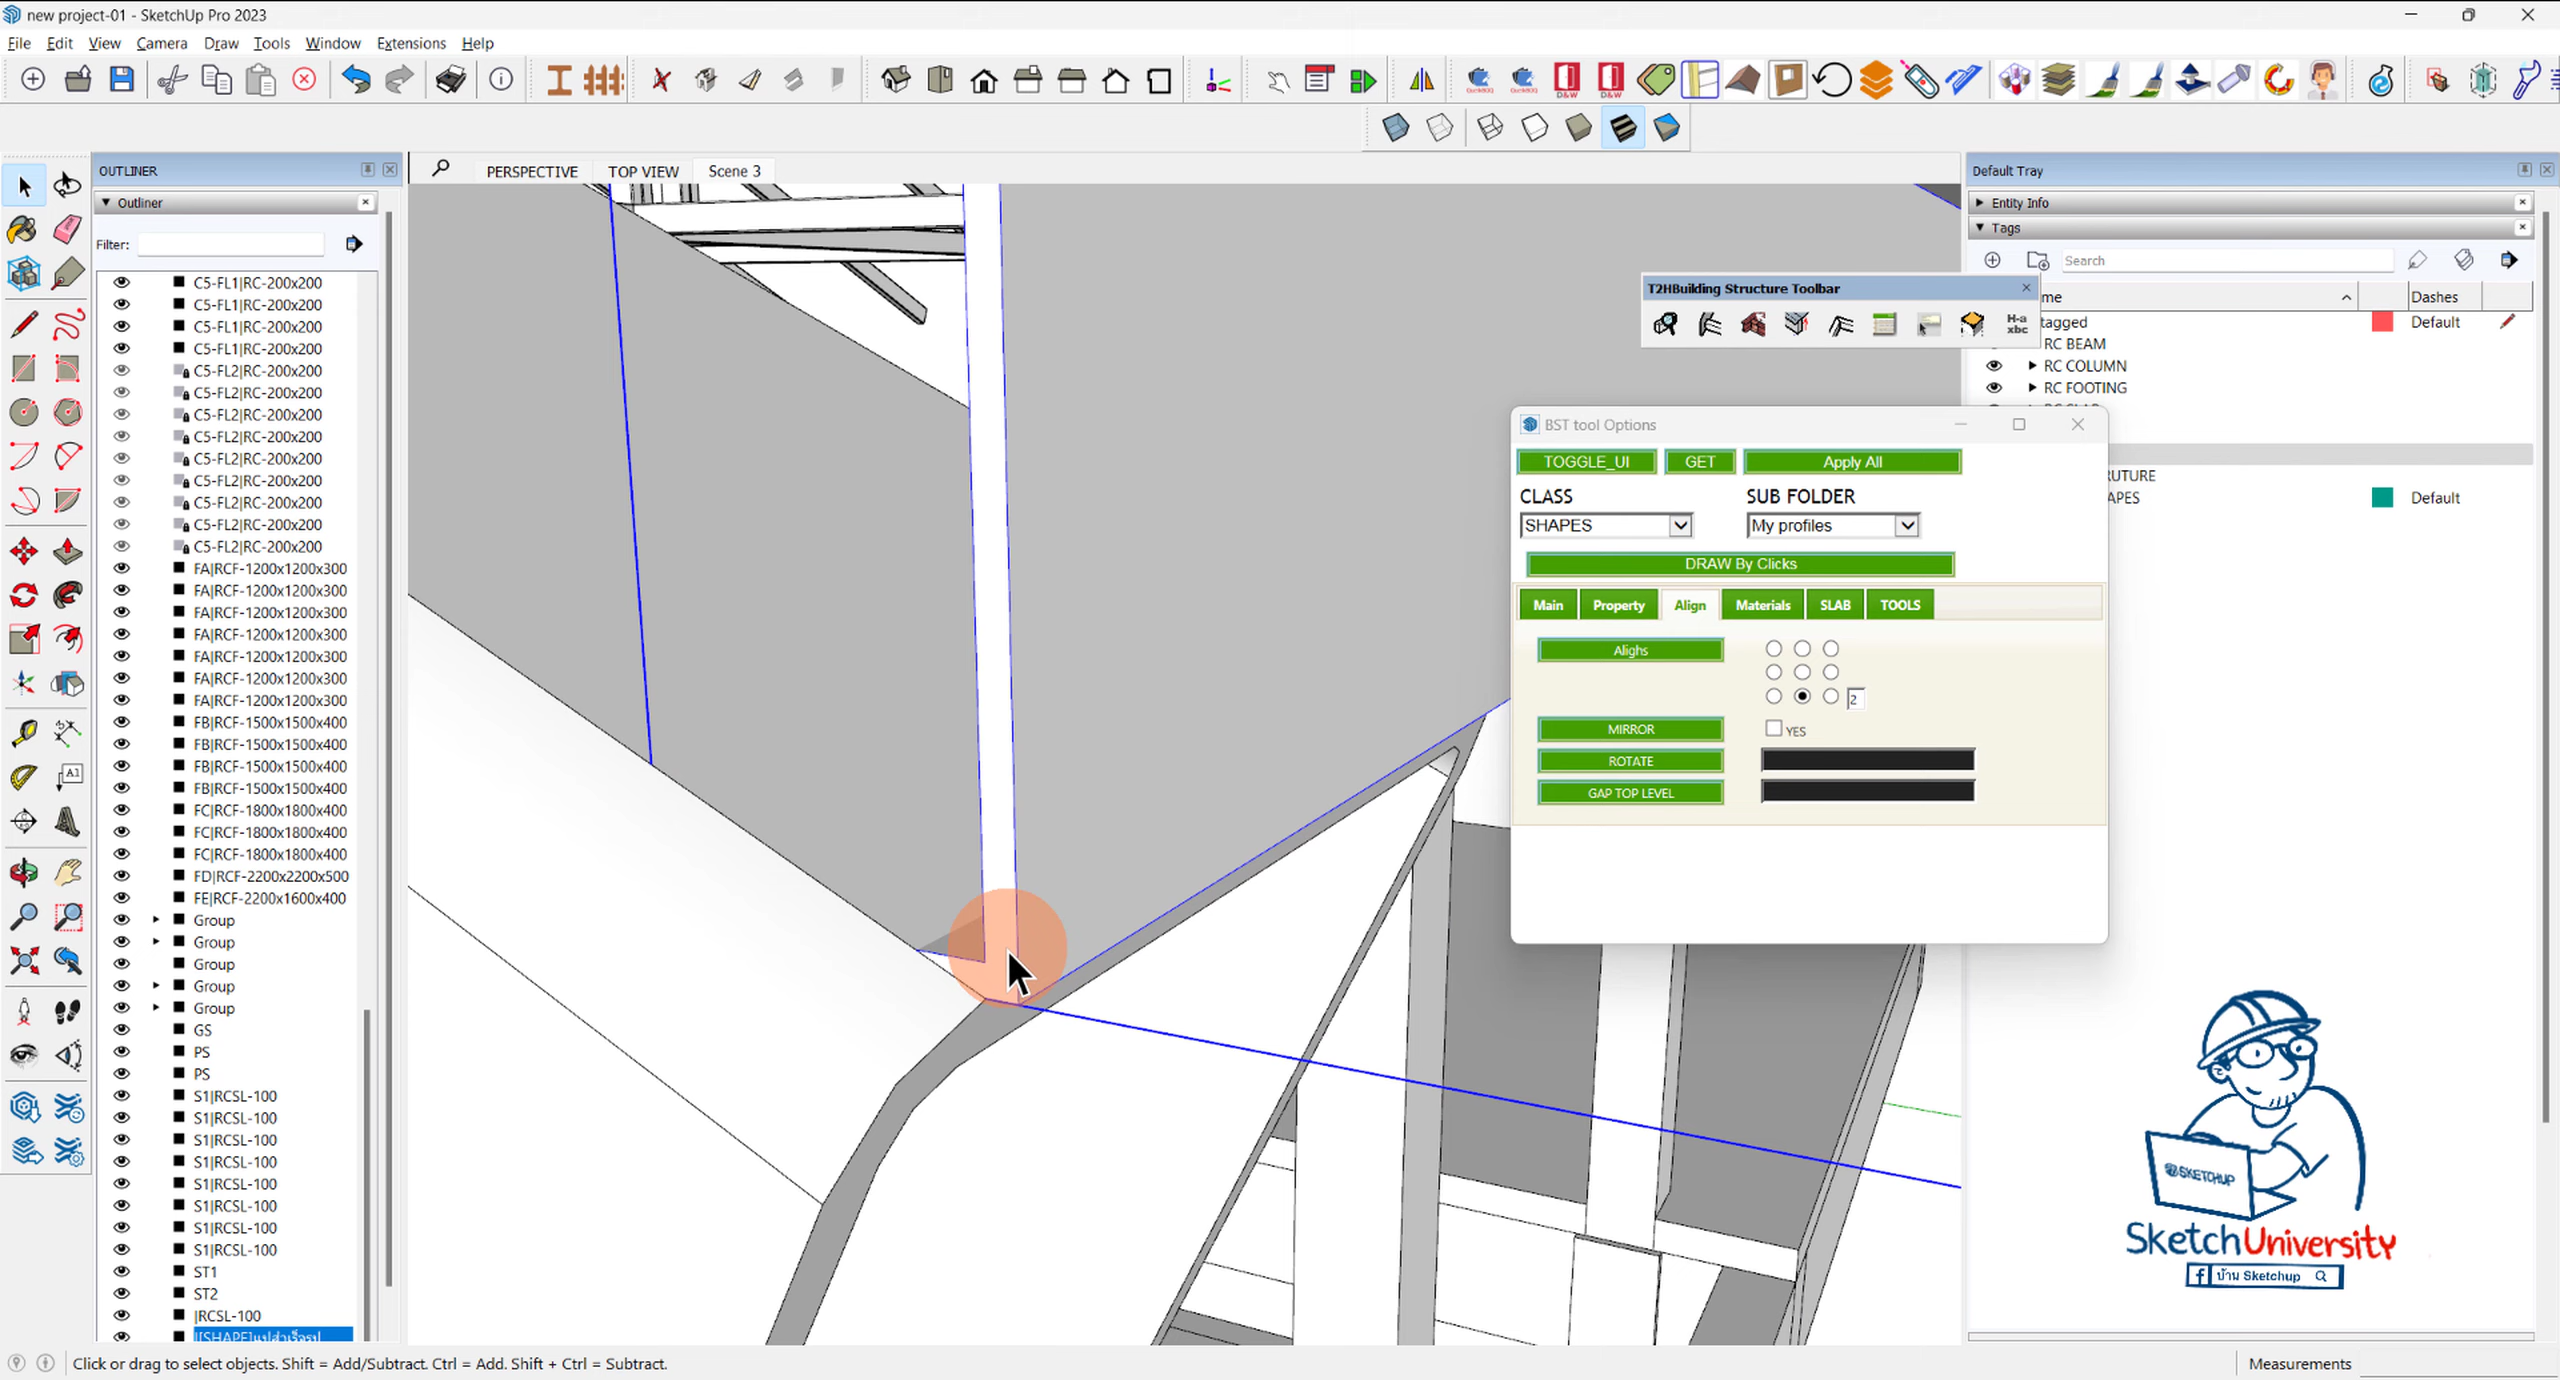 new project-01 - SketchUp Pro 2023
File Edit View Camera Draw Tools Window Extensions Help
D&W D&W
OUTLINER
Outliner
Filter:
C5-FL1|RC-200x200
C5-FL1|RC-200x200
C5-FL1|RC-200x200
C5-FL1|RC-200x200
C5-FL2|RC-200x200
C5-FL2|RC-200x200
C5-FL2|RC-200x200
C5-FL2|RC-200x200
C5-FL2|RC-200x200
C5-FL2|RC-200x200
C5-FL2|RC-200x200
C5-FL2|RC-200x200
C5-FL2|RC-200x200
FA|RCF-1200x1200x300
FA|RCF-1200x1200x300
FA|RCF-1200x1200x300
FA|RCF-1200x1200x300
FA|RCF-1200x1200x300
FA|RCF-1200x1200x300
FA|RCF-1200x1200x300
FB|RCF-1500x1500x400
FB|RCF-1500x1500x400
FB|RCF-1500x1500x400
FB|RCF-1500x1500x400
FC|RCF-1800x1800x400
FC|RCF-1800x1800x400
FC|RCF-1800x1800x400
FD|RCF-2200x2200x500
FE|RCF-2200x1600x400
Group
Group
Group
Group
Group
GS
PS
PS
S1|RCSL-100
S1|RCSL-100
S1|RCSL-100
S1|RCSL-100
S1|RCSL-100
S1|RCSL-100
S1|RCSL-100
S1|RCSL-100
ST1
ST2
|RCSL-100
PERSPECTIVE TOP VIEW Scene 3
T2HBuilding Structure Toolbar
H-a
xbc
BST tool Options
TOGGLE_UI GET Apply All
CLASS SUB FOLDER
SHAPES My profiles
DRAW By Clicks
Main Property Align Materials SLAB TOOLS
Alighs
2
MIRROR YES
ROTATE
GAP TOP LEVEL
Default Tray
Entity Info
Tags
Search
me Dashes
tagged Default
RC BEAM
RC COLUMN
RC FOOTING
RUTURE
APES Default
SKETCHUP
SketchUniversity
f บ้าน Sketchup
Click or drag to select objects. Shift = Add/Subtract. Ctrl = Add. Shift + Ctrl = Subtract.
Measurements